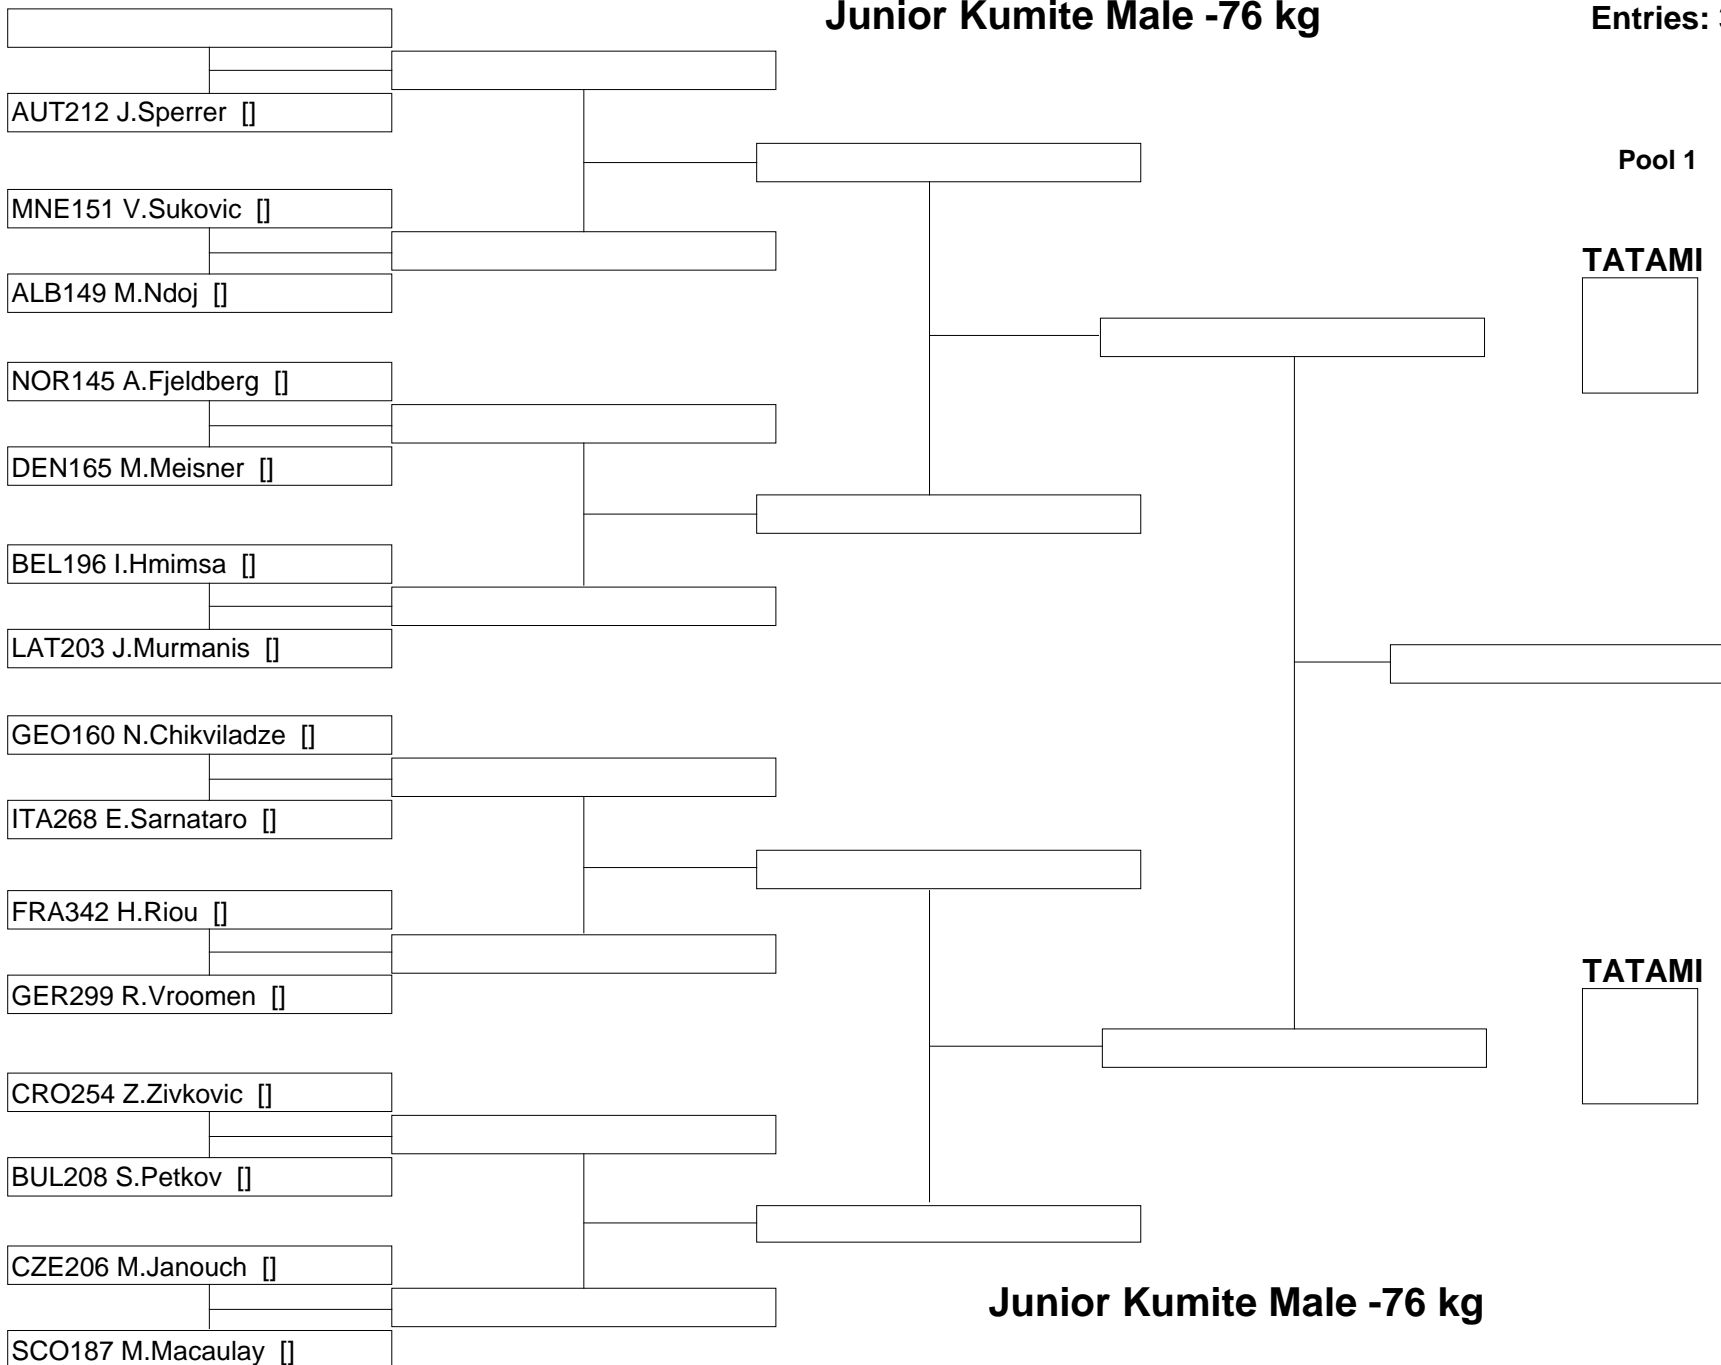 Junior Kumite Male -76 kg
Entries:
AUT212 J.Sperrer []
Pool 1
MNE151 V.Sukovic []
TATAMI
ALB149 M.Ndoj []
NOR145 A.Fjeldberg []
DEN165 M.Meisner []
BEL196 I.Hmimsa []
LAT203 J.Murmanis []
GEO160 N.Chikviladze []
ITA268 E.Sarnataro []
FRA342 H.Riou []
TATAMI
GER299 R.Vroomen []
CRO254 Z.Zivkovic []
BUL208 S.Petkov []
CZE206 M.Janouch []
Junior Kumite Male -76 kg
SCO187 M.Macaulay []